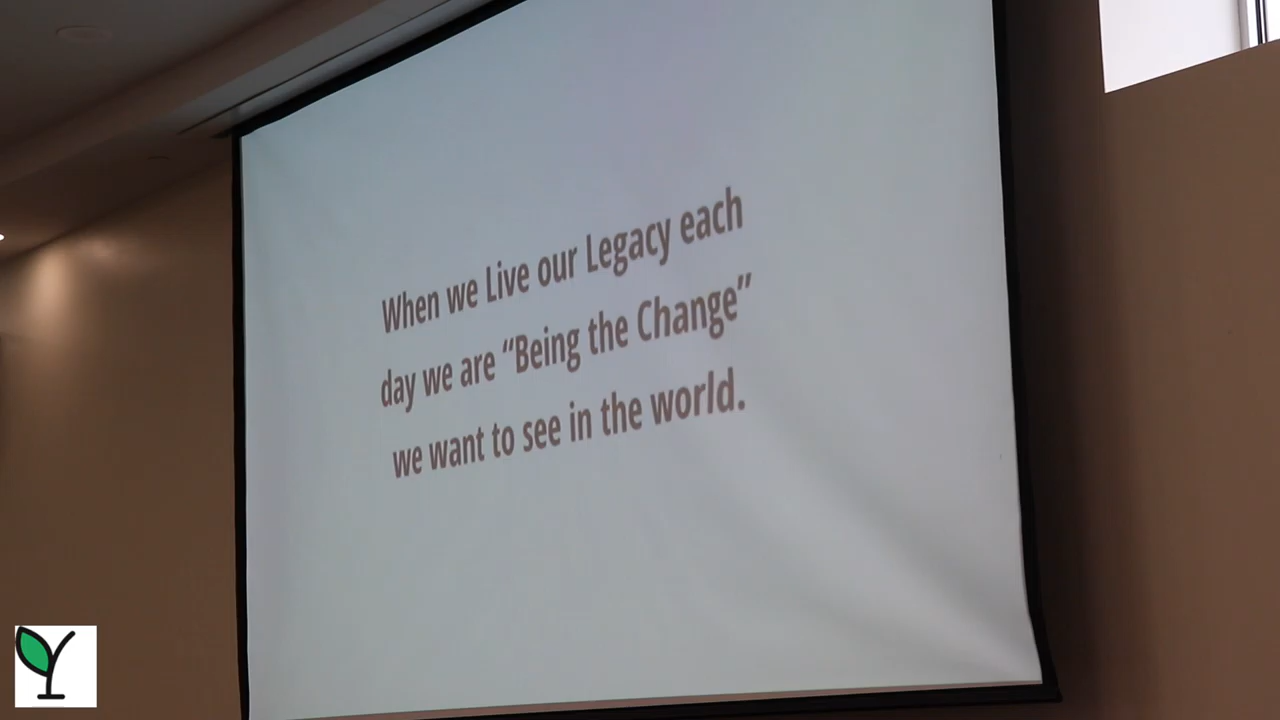 When we Live our Legacy each
day we are “Being the Change”
we want to see in the world.